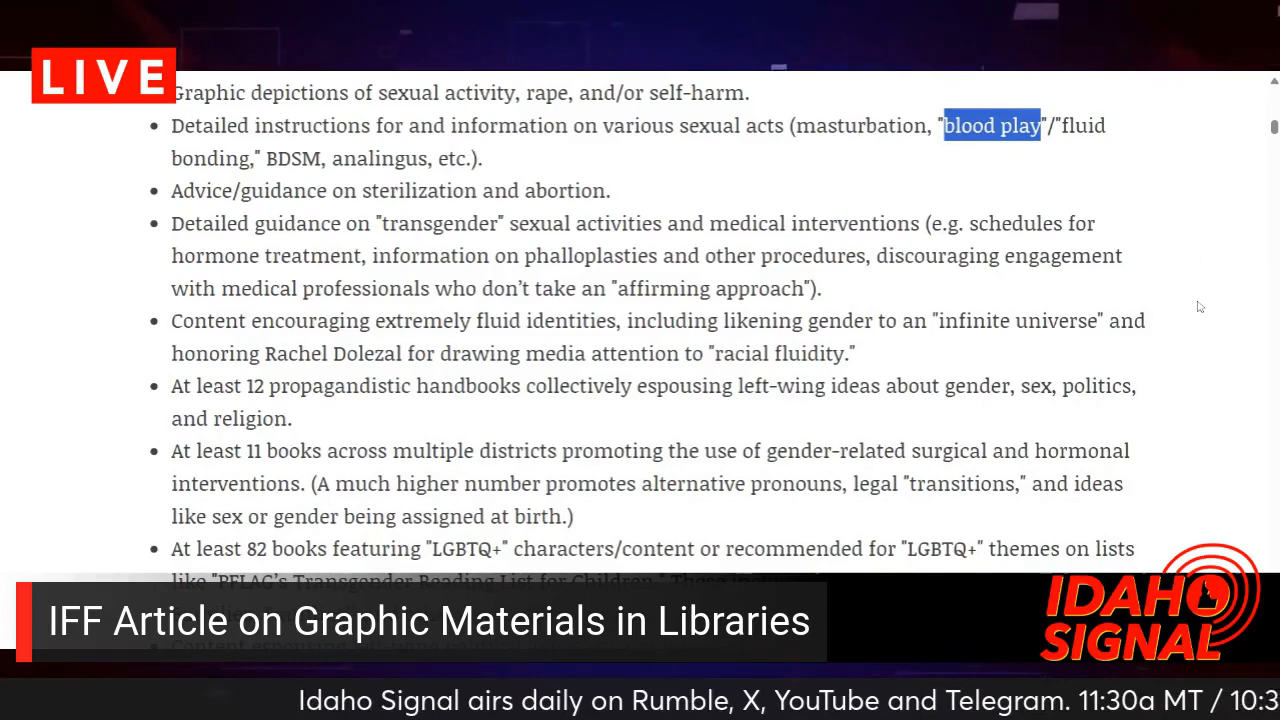 LIVE
Graphic depictions of sexual activity, rape, and/or self-harm.
• Detailed instructions for and information on various sexual acts (masturbation, "blood play"/"fluid
bonding," BDSM, analingus, etc.).
• Advice/guidance on sterilization and abortion.
• Detailed guidance on "transgender" sexual activities and medical interventions (e.g. schedules for
hormone treatment, information on phalloplasties and other procedures, discouraging engagement
with medical professionals who don’t take an "affirming approach").
• Content encouraging extremely fluid identities, including likening gender to an "infinite universe" and
honoring Rachel Dolezal for drawing media attention to "racial fluidity."
• At least 12 propagandistic handbooks collectively espousing left-wing ideas about gender, sex, politics,
and religion.
• At least 11 books across multiple districts promoting the use of gender-related surgical and hormonal
interventions. (A much higher number promotes alternative pronouns, legal "transitions," and ideas
like sex or gender being assigned at birth.)
• At least 82 books featuring "LGBTQ+" characters/content or recommended for "LGBTQ+" themes on lists
like "PFLAG’s Transgender Reading List for Children."
IFF Article on Graphic Materials in Libraries
IDAHO
SIGNAL
Idaho Signal airs daily on Rumble, X, YouTube and Telegram. 11:30a MT / 10:3